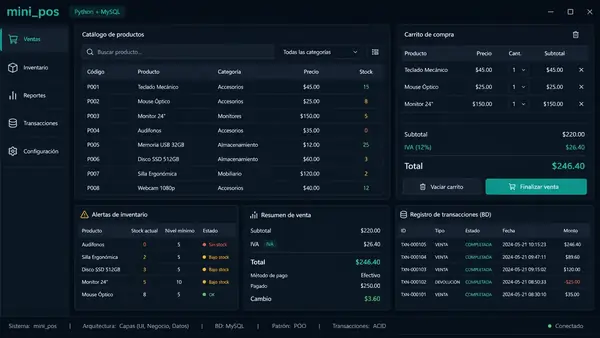 mini_pos Python + MySQL
Ventas
Inventario
Reportes
Transacciones
Configuración
Catálogo de productos
Buscar producto... Todas las categorías
Código Producto Categoría Precio Stock
P001 Teclado Mecánico Accesorios $45.00 15
P002 Mouse Óptico Accesorios $25.00 8
P003 Monitor 24" Monitores $150.00 5
P004 Audífonos Accesorios $35.00 0
P005 Memoria USB 32GB Almacenamiento $12.00 25
P006 Disco SSD 512GB Almacenamiento $60.00 3
P007 Silla Ergonómica Mobiliario $120.00 2
P008 Webcam 1080p Accesorios $40.00 12
Carrito de compra
Producto Precio Cant. Subtotal
Teclado Mecánico $45.00 1 $45.00
Mouse Óptico $25.00 1 $25.00
Monitor 24" $150.00 1 $150.00
Subtotal $220.00
IVA (12%) $26.40
Total $246.40
Vaciar carrito Finalizar venta
Alertas de inventario
Producto Stock actual Nivel mínimo Estado
Audífonos 0 5 Sin stock
Silla Ergonómica 2 5 Bajo stock
Disco SSD 512GB 3 5 Bajo stock
Monitor 24" 5 10 Bajo stock
Mouse Óptico 8 5 OK
Resumen de venta
Subtotal $220.00
IVA IVA $26.40
Total $246.40
Método de pago Efectivo
Pagado $250.00
Cambio $3.60
Registro de transacciones (BD)
ID Tipo Estado Fecha Monto
TXN-000105 VENTA COMPLETADA 2024-05-21 10:15:23 $246.40
TXN-000104 VENTA COMPLETADA 2024-05-21 09:47:11 $89.60
TXN-000103 VENTA COMPLETADA 2024-05-21 09:15:02 $120.00
TXN-000102 DEVOLUCIÓN COMPLETADA 2024-05-21 08:50:33 -$25.00
TXN-000101 VENTA COMPLETADA 2024-05-21 08:30:10 $35.00
Sistema: mini_pos Arquitectura: Capas (UI, Negocio, Datos) BD: MySQL Patrón: POO Transacciones: ACID Conectado